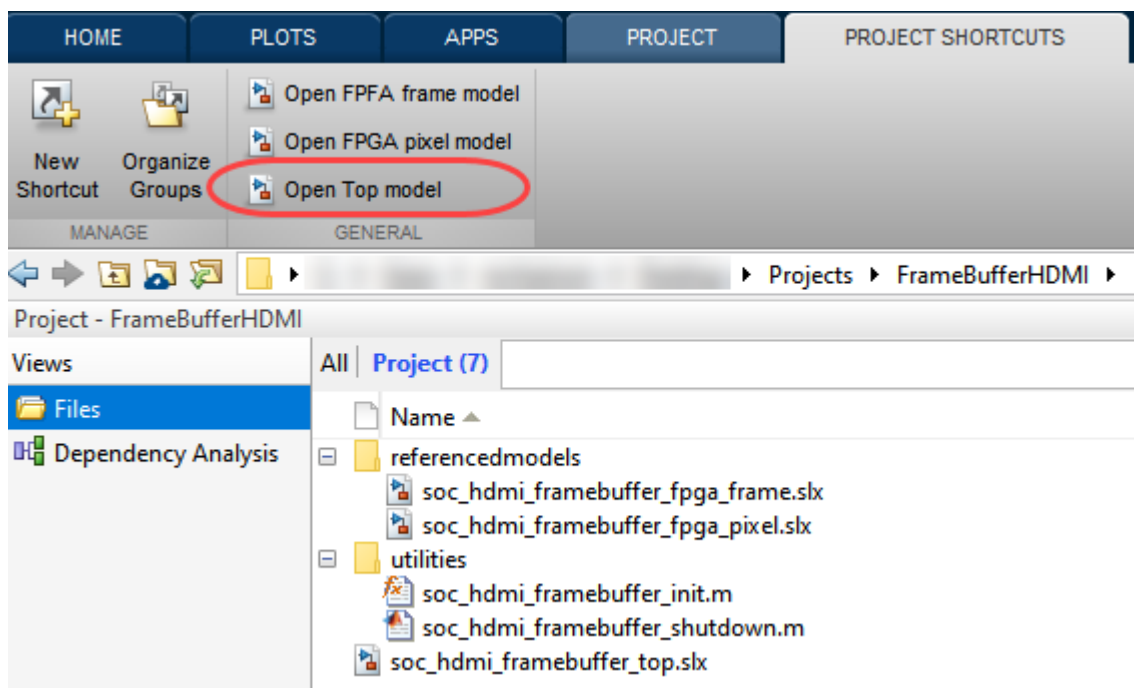 HOME PLOTS APPS PROJECT PROJECT SHORTCUTS
Open FPFA frame model
Open FPGA pixel model
New Organize
Shortcut Groups Open Top model
MANAGE GENERAL
Projects FrameBufferHDMI
Project - FrameBufferHDMI
Views All Project (7)
Files Name
Dependency Analysis referencedmodels
soc_hdmi_framebuffer_fpga_frame.slx
soc_hdmi_framebuffer_fpga_pixel.slx
utilities
soc_hdmi_framebuffer_init.m
soc_hdmi_framebuffer_shutdown.m
soc_hdmi_framebuffer_top.slx